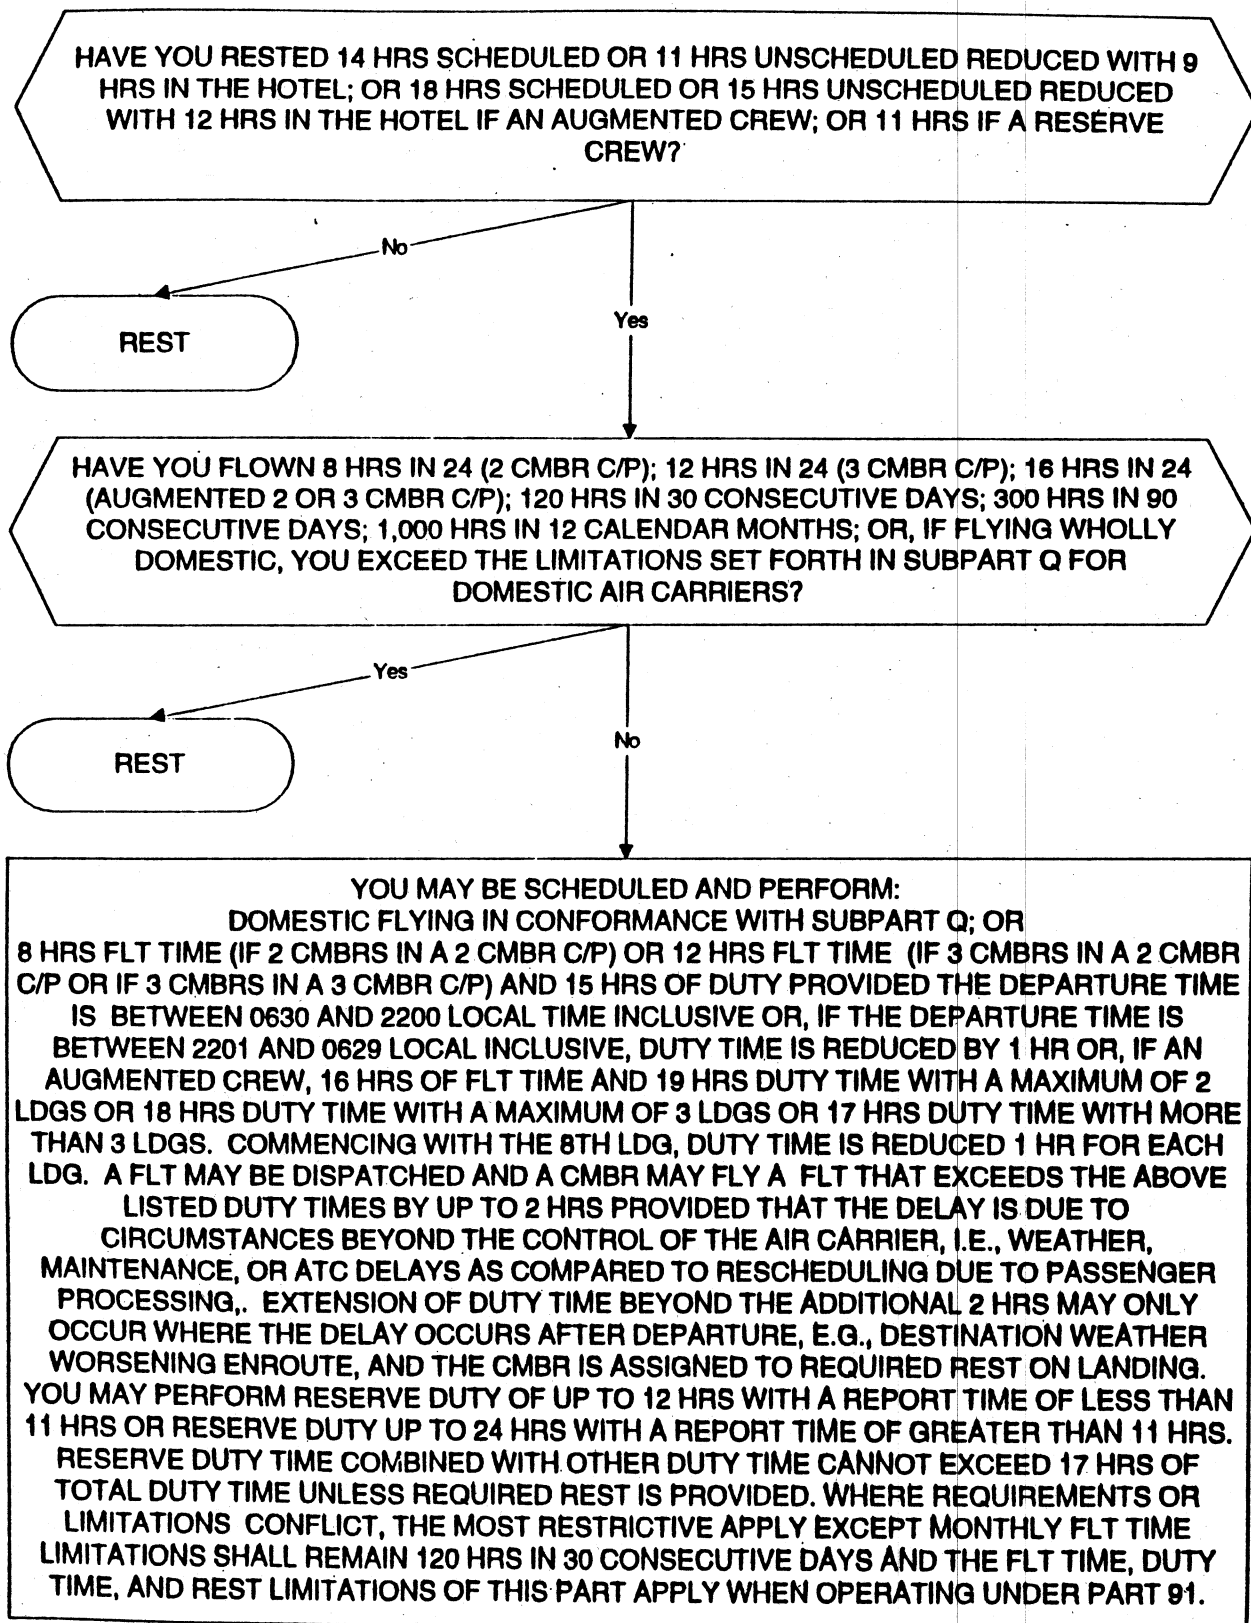 HAVE YOU RESTED 14 HRS SCHEDULED OR 11 HRS UNSCHEDULED REDUCED WITH 9
HRS IN THE HOTEL; OR 18 HRS SCHEDULED OR 15 HRS UNSCHEDULED REDUCED
WITH 12 HRS IN THE HOTEL IF AN AUGMENTED CREW; OR 11 HRS IF A RESERVE
CREW?
No
Yes
REST
HAVE YOU FLOWN 8 HRS IN 24 (2 CMBR C/P); 12 HRS IN 24 (3 CMBR C/P); 16 HRS IN 24
(AUGMENTED 2 OR 3 CMBR C/P); 120 HRS IN 30 CONSECUTIVE DAYS; 300 HRS IN 90
CONSECUTIVE DAYS; 1,000 HRS IN 12 CALENDAR MONTHS; OR, IF FLYING WHOLLY
DOMESTIC, YOU EXCEED THE LIMITATIONS SET FORTH IN SUBPART Q FOR
DOMESTIC AIR CARRIERS?
Yes
No
REST
YOU MAY BE SCHEDULED AND PERFORM:
DOMESTIC FLYING IN CONFORMANCE WITH SUBPART Q; OR
8 HRS FLT TIME (IF 2 CMBRS IN A 2 CMBR C/P) OR 12 HRS FLT TIME (IF 3 CMBRS IN A 2 CMBR
C/P OR IF 3 CMBRS IN A 3 CMBR C/P) AND 15 HRS OF DUTY PROVIDED THE DEPARTURE TIME
IS BETWEEN 0630 AND 2200 LOCAL TIME INCLUSIVE OR, IF THE DEPARTURE TIME IS
BETWEEN 2201 AND 0629 LOCAL INCLUSIVE, DUTY TIME IS REDUCED BY 1 HR OR, IF AN
AUGMENTED CREW, 16 HRS OF FLT TIME AND 19 HRS DUTY TIME WITH A MAXIMUM OF 2
LDGS OR 18 HRS DUTY TIME WITH A MAXIMUM OF 3 LDGS OR 17 HRS DUTY TIME WITH MORE
THAN 3 LDGS. COMMENCING WITH THE 8TH LDG, DUTY TIME IS REDUCED 1 HR FOR EACH
LDG. A FLT MAY BE DISPATCHED AND A CMBR MAY FLY A FLT THAT EXCEEDS THE ABOVE
LISTED DUTY TIMES BY UP TO 2 HRS PROVIDED THAT THE DELAY IS DUE TO
CIRCUMSTANCES BEYOND THE CONTROL OF THE AIR CARRIER, I.E., WEATHER,
MAINTENANCE, OR ATC DELAYS AS COMPARED TO RESCHEDULING DUE TO PASSENGER
PROCESSING,. EXTENSION OF DUTY TIME BEYOND THE ADDITIONAL 2 HRS MAY ONLY
OCCUR WHERE THE DELAY OCCURS AFTER DEPARTURE, E.G., DESTINATION WEATHER
WORSENING ENROUTE, AND THE CMBR IS ASSIGNED TO REQUIRED REST ON LANDING.
YOU MAY PERFORM RESERVE DUTY OF UP TO 12 HRS WITH A REPORT TIME OF LESS THAN
11 HRS OR RESERVE DUTY UP TO 24 HRS WITH A REPORT TIME OF GREATER THAN 11 HRS.
RESERVE DUTY TIME COMBINED WITH OTHER DUTY TIME CANNOT EXCEED 17 HRS OF
TOTAL DUTY TIME UNLESS REQUIRED REST IS PROVIDED. WHERE REQUIREMENTS OR
LIMITATIONS CONFLICT, THE MOST RESTRICTIVE APPLY EXCEPT MONTHLY FLT TIME
LIMITATIONS SHALL REMAIN 120 HRS IN 30 CONSECUTIVE DAYS AND THE FLT TIME, DUTY
TIME, AND REST LIMITATIONS OF THIS PART APPLY WHEN OPERATING UNDER PART 91.